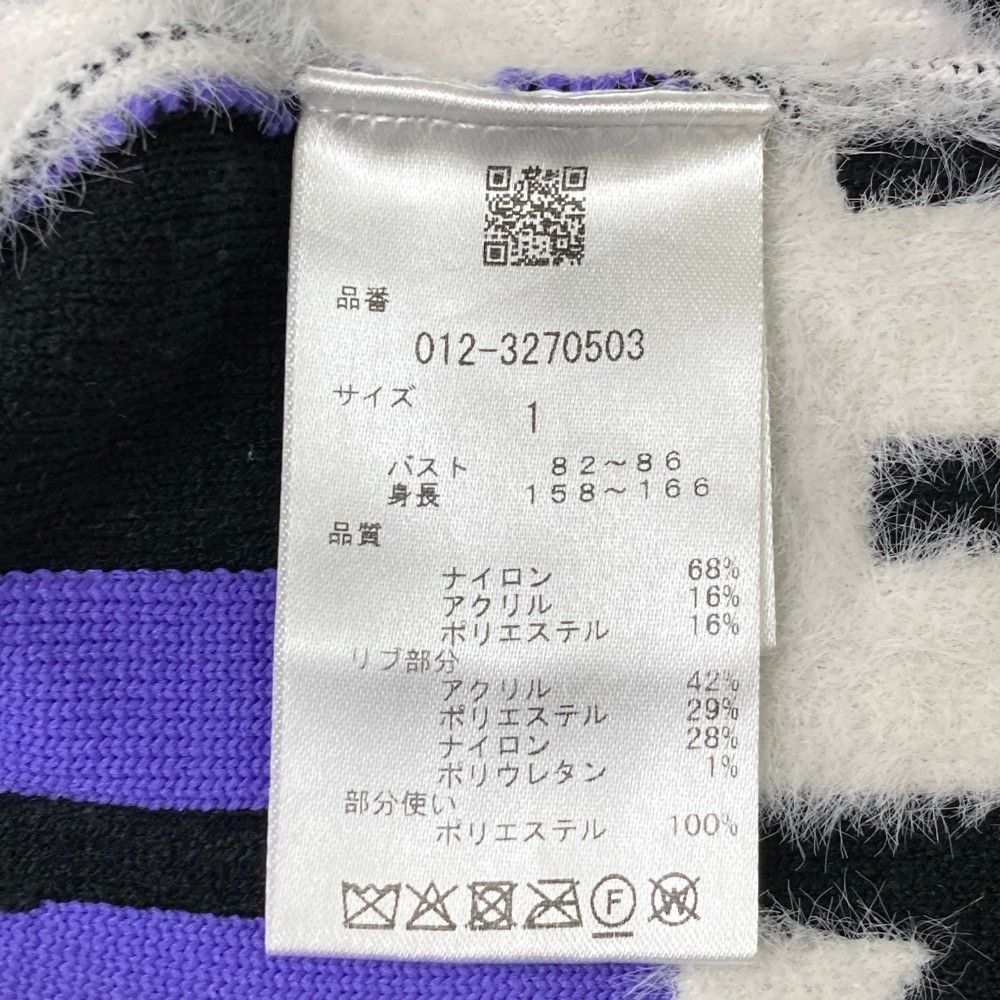 品番
012-3270503
サイズ
1
バスト 82～86
身長 158～166
品質
ナイロン 68%
アクリル 16%
ポリエステル 16%
リブ部分
アクリル 42%
ポリエステル 29%
ナイロン 28%
ポリウレタン 1%
部分使い
ポリエステル 100%
F W